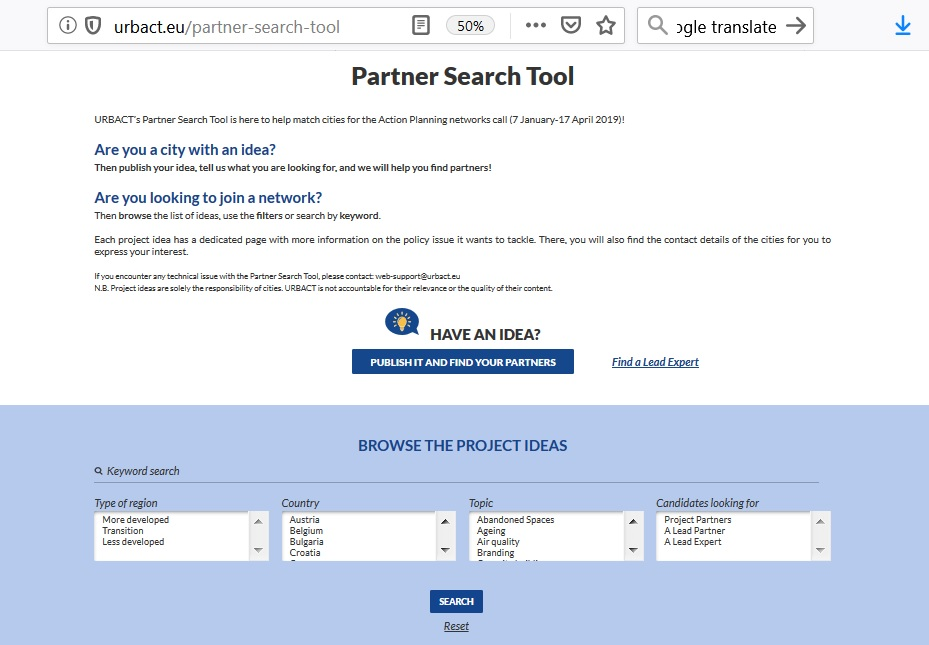 urbact.eu/partner-search-tool
50%
gle translate
Partner Search Tool
URBACT's Partner Search Tool is here to help match cities for the Action Planning networks call (7 January-17 April 2019)!
Are you a city with an idea?
Then publish your idea, tell us what you are looking for, and we will help you find partners!
Are you looking to join a network?
Then browse the list of ideas, use the filters or search by keyword.
Each project idea has a dedicated page with more information on the policy issue it wants to tackle. There, you will also find the contact details of the cities for you to
express your interest.
If you encounter any technical issue with the Partner Search Tool, please contact: web-support@urbact.eu
N.B. Project ideas are solely the responsibility of cities. URBACT is not accountable for their relevance or the quality of their content.
HAVE AN IDEA?
PUBLISH IT AND FIND YOUR PARTNERS
Find a Lead Expert
BROWSE THE PROJECT IDEAS
Keyword search
Type of region
More developed
Transition
Less developed
Country
Austria
Belgium
Bulgaria
Croatia
Topic
Abandoned Spaces
Ageing
Air quality
Branding
Candidates looking for
Project Partners
A Lead Partner
A Lead Expert
SEARCH
Reset